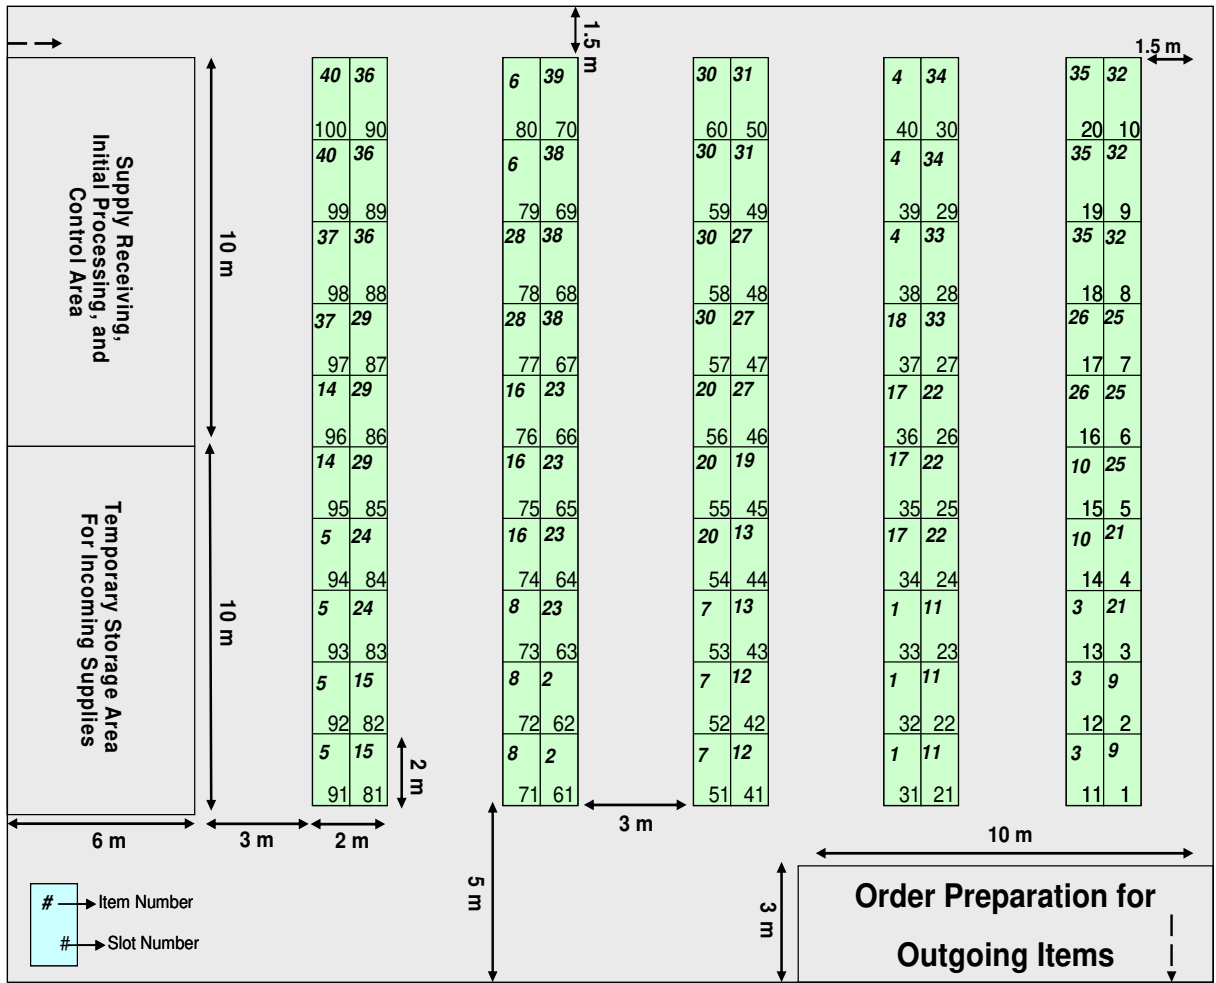 1.5 m
1.5 m
40 36 6 39 30 31 4 34 35 32
100 90 80 70 60 50 40 30 20 10
40 36 6 38 30 31 4 34 35 32
99 89 79 69 59 49 39 29 19 9
37 36 28 38 30 27 4 33 35 32
98 88 78 68 58 48 38 28 18 8
37 29 28 38 30 27 18 33 26 25
97 87 77 67 57 47 37 27 17 7
14 29 16 23 20 27 17 22 26 25
96 86 76 66 56 46 36 26 16 6
14 29 16 23 20 19 17 22 10 25
95 85 75 65 55 45 35 25 15 5
5 24 16 23 20 13 17 22 10 21
94 84 74 64 54 44 34 24 14 4
5 24 8 23 7 13 1 11 3 21
93 83 73 63 53 43 33 23 13 3
5 15 8 2 7 12 1 11 3 9
92 82 72 62 52 42 32 22 12 2
5 15 8 2 7 12 1 11 3 9
91 81 71 61 51 41 31 21 11 1
Supply Receiving,
Initial Processing, and
Control Area
10 m
Temporary Storage Area
For Incoming Supplies
10 m
2 m
6 m
3 m
2 m
3 m
10 m
5 m
3 m
# Item Number
# Slot Number
Order Preparation for
Outgoing Items